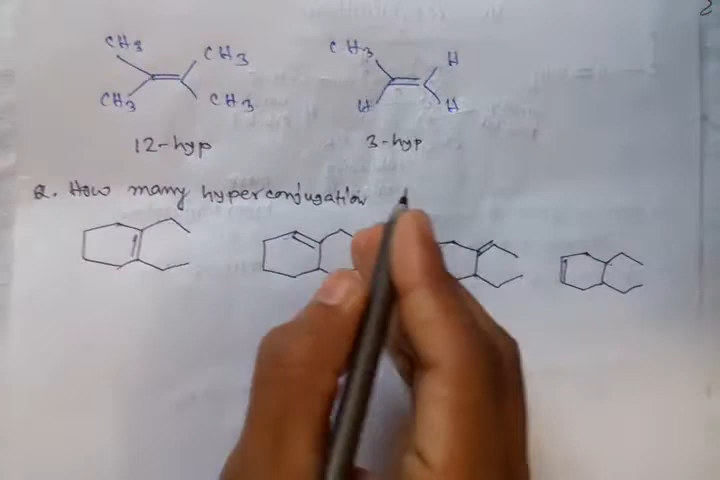 CH3 CH3 CH3 H
CH3 CH3 H H
12-hyp 3-hyp
Q. How many hyperconjugation